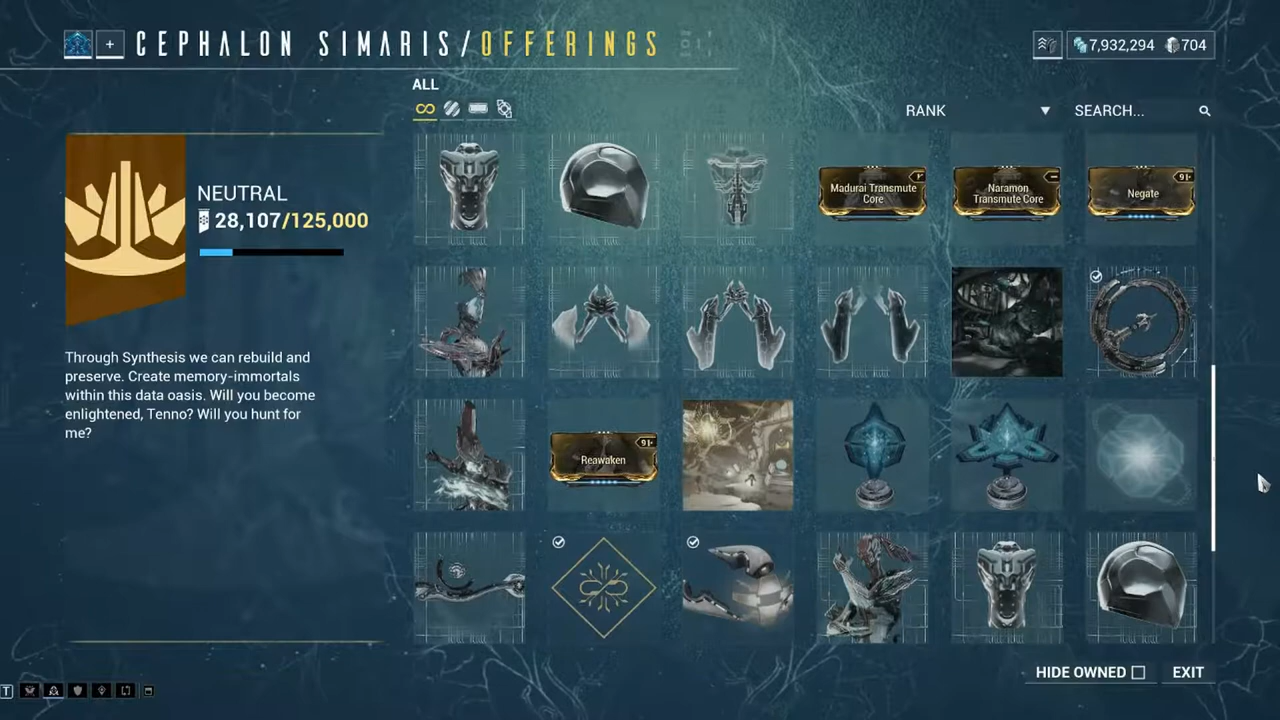 CEPHALON SIMARIS/OFFERINGS
7,932,294 704
ALL
RANK
SEARCH...
NEUTRAL
28,107/125,000
Through Synthesis we can rebuild and
preserve. Create memory-immortals
within this data oasis. Will you become
enlightened, Tenno? Will you hunt for
me?
Madurai Transmute
Core
Naramon
Transmute Core
Negate
Reawaken
HIDE OWNED
EXIT
T